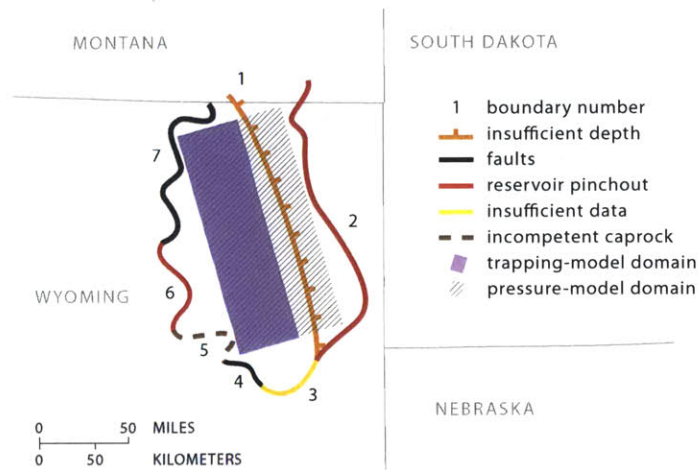 MONTANA
SOUTH DAKOTA
1
1 boundary number
insufficient depth
faults
reservoir pinchout
insufficient data
incompetent caprock
trapping-model domain
pressure-model domain
7
2
6
WYOMING
5
4
3
NEBRASKA
0 50 MILES
0 50 KILOMETERS